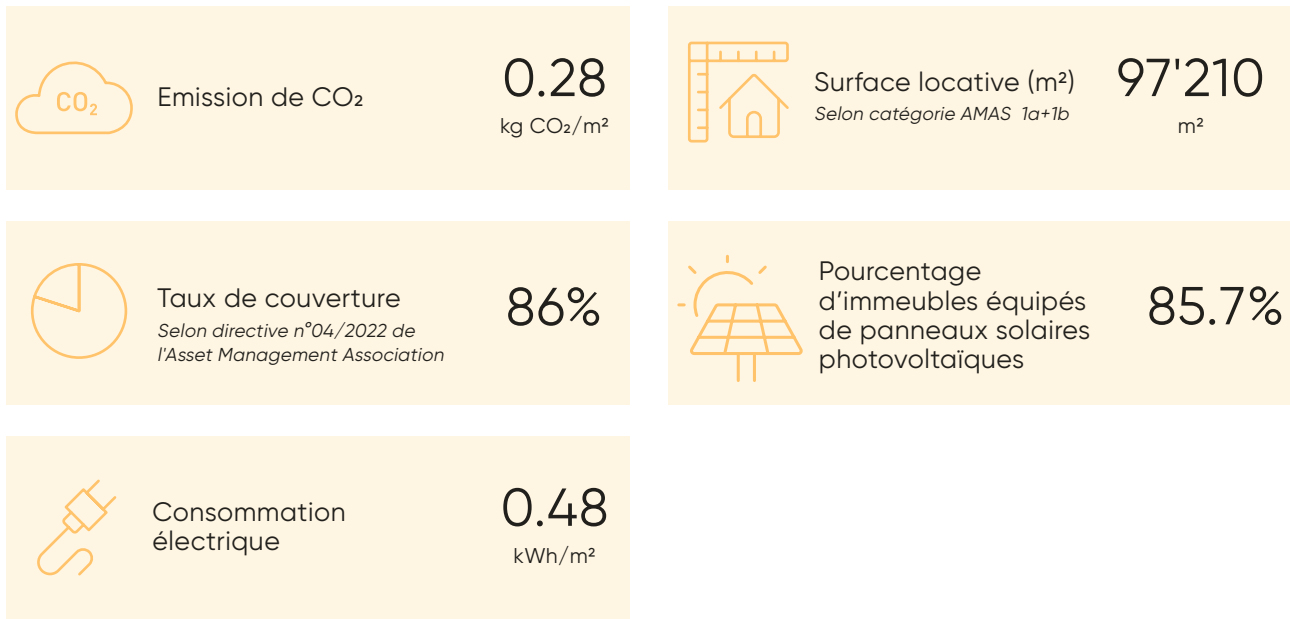 CO₂
Emission de CO₂
0.28
kg CO₂/m²
Surface locative (m²)
Selon catégorie AMAS 1a+1b
97'210
m²
Taux de couverture
Selon directive n°04/2022 de
l'Asset Management Association
86%
Pourcentage
d’immeubles équipés
de panneaux solaires
photovoltaïques
85.7%
Consommation
électrique
0.48
kWh/m²